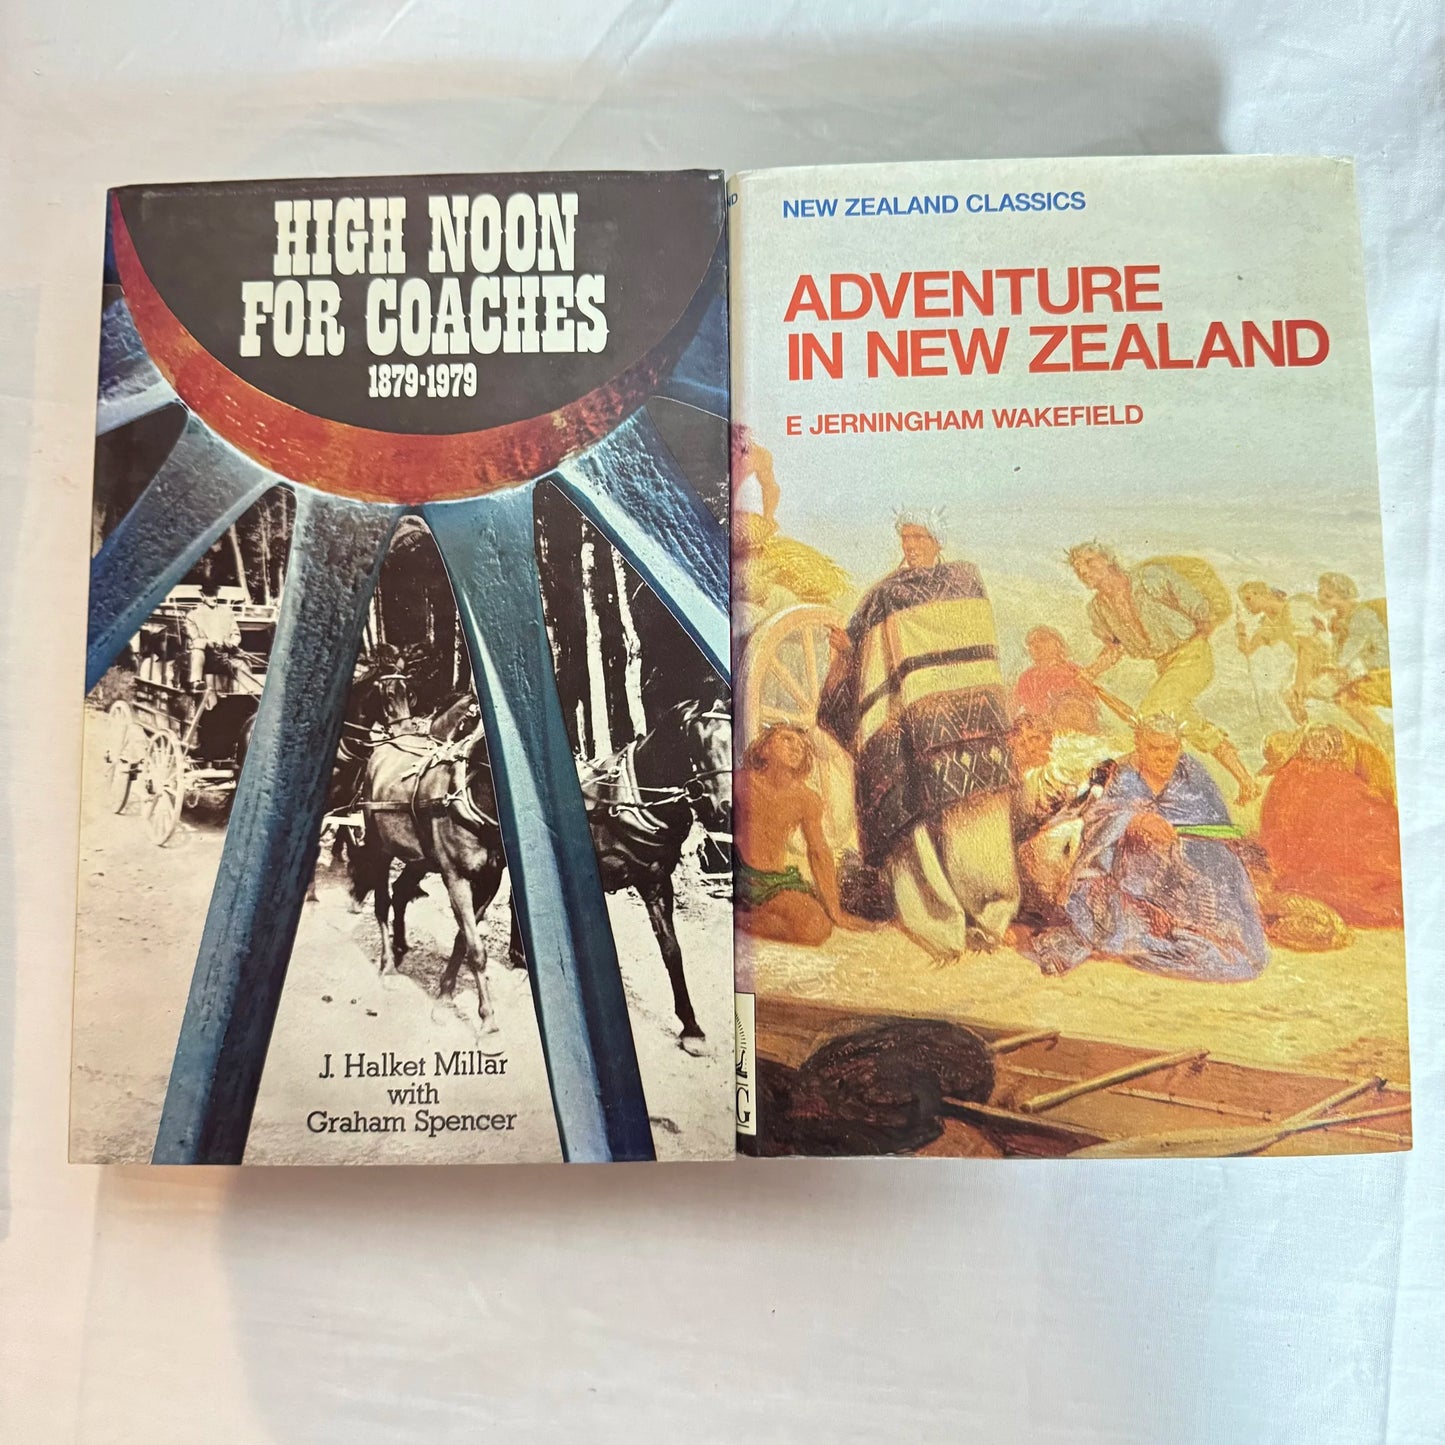 HIGH NOON
FOR COACHES
1879·1979
J. Halket Millar
with
Graham Spencer
ND
NEW ZEALAND CLASSICS
ADVENTURE
IN NEW ZEALAND
E JERNINGHAM WAKEFIELD
G